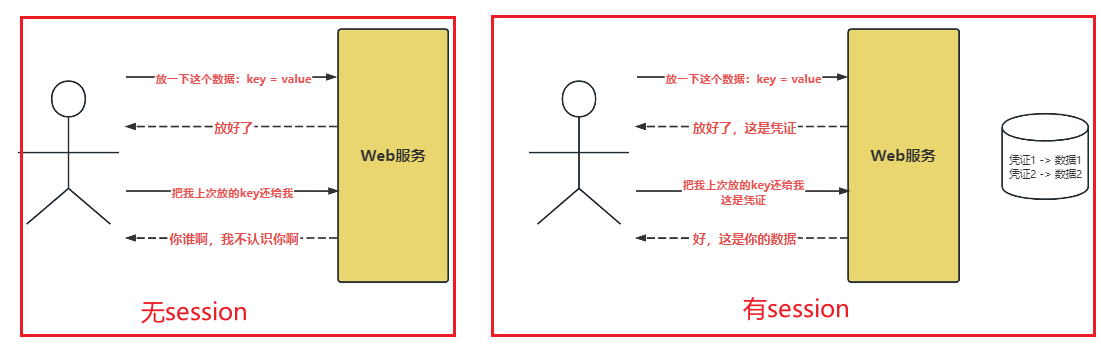 放一下这个数据：key = value
放好了
Web服务
把我上次放的key还给我
你谁啊，我不认识你啊
无session
放一下这个数据：key = value
放好了，这是凭证
Web服务
把我上次放的key还给我
这是凭证
好，这是你的数据
凭证1 -> 数据1
凭证2 -> 数据2
有session